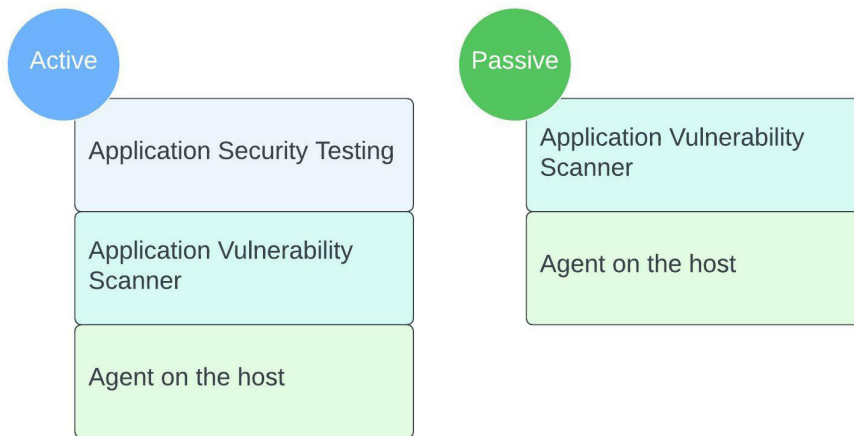 Active
Application Security Testing
Application Vulnerability
Scanner
Agent on the host
Passive
Application Vulnerability
Scanner
Agent on the host